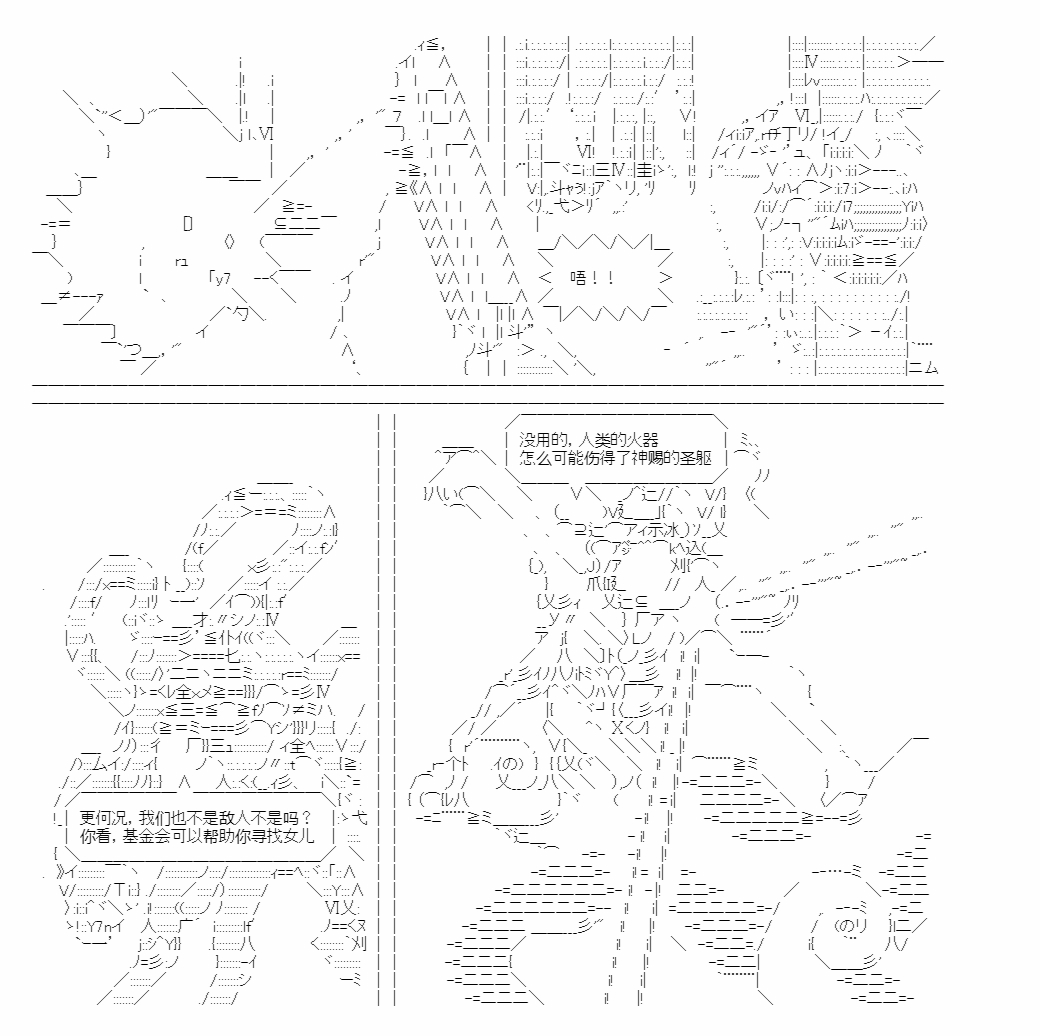 唔！！
没用的，人类的火器
怎么可能伤得了神赐的圣躯
更何况，我们也不是敌人不是吗？
你看，基金会可以帮助你寻找女儿